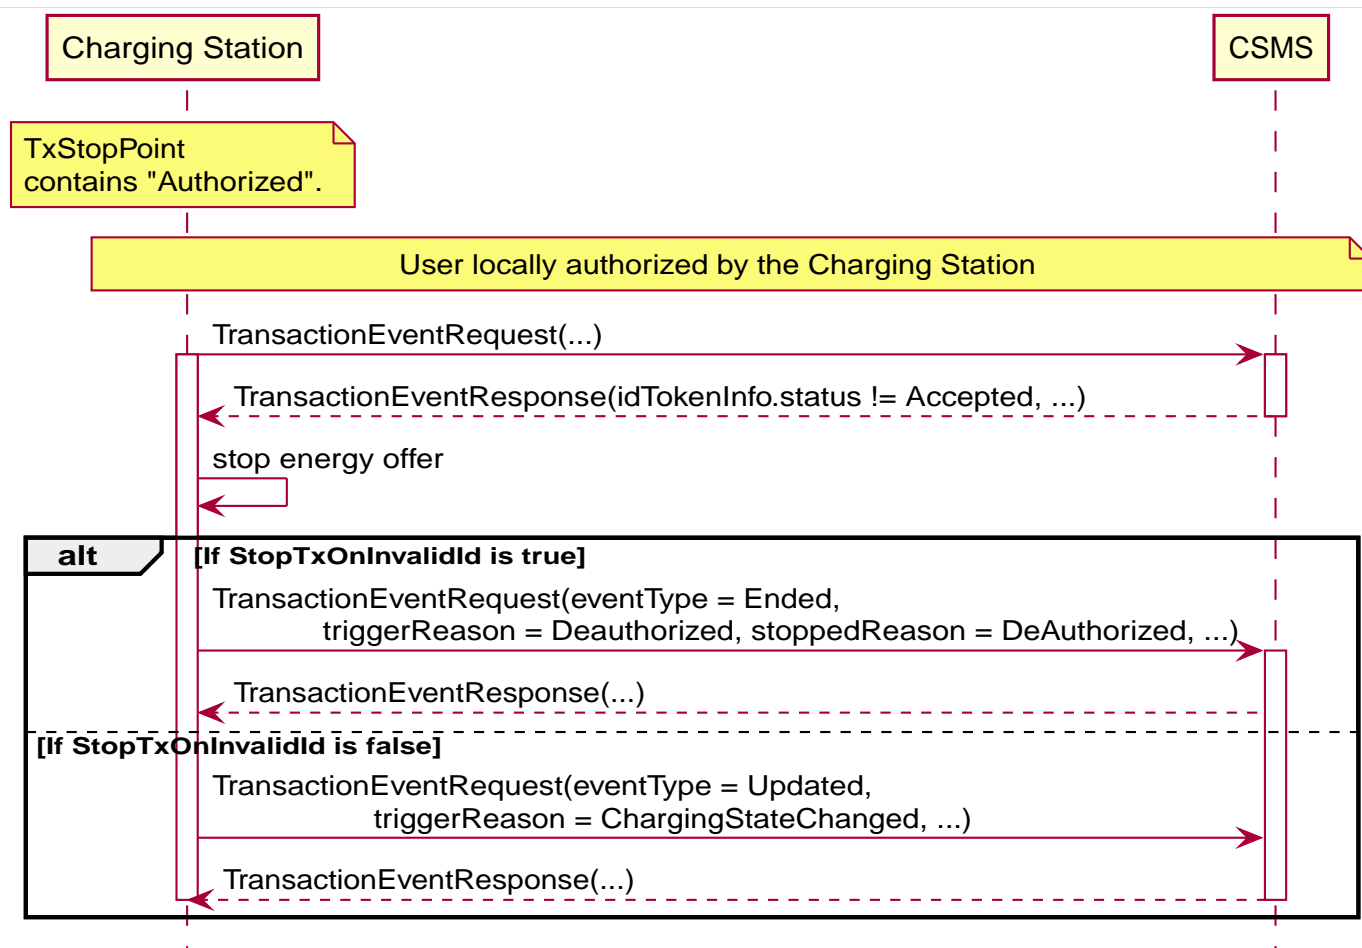 Charging Station
CSMS
TxStopPoint
contains "Authorized".
User locally authorized by the Charging Station
TransactionEventRequest(...)
TransactionEventResponse(idTokenInfo.status != Accepted, ...)
stop energy offer
alt
[If StopTxOnInvalidId is true]
TransactionEventRequest(eventType = Ended,
triggerReason = Deauthorized, stoppedReason = DeAuthorized, ...)
TransactionEventResponse(...)
[If StopTxOnInvalidId is false]
TransactionEventRequest(eventType = Updated,
triggerReason = ChargingStateChanged, ...)
TransactionEventResponse(...)